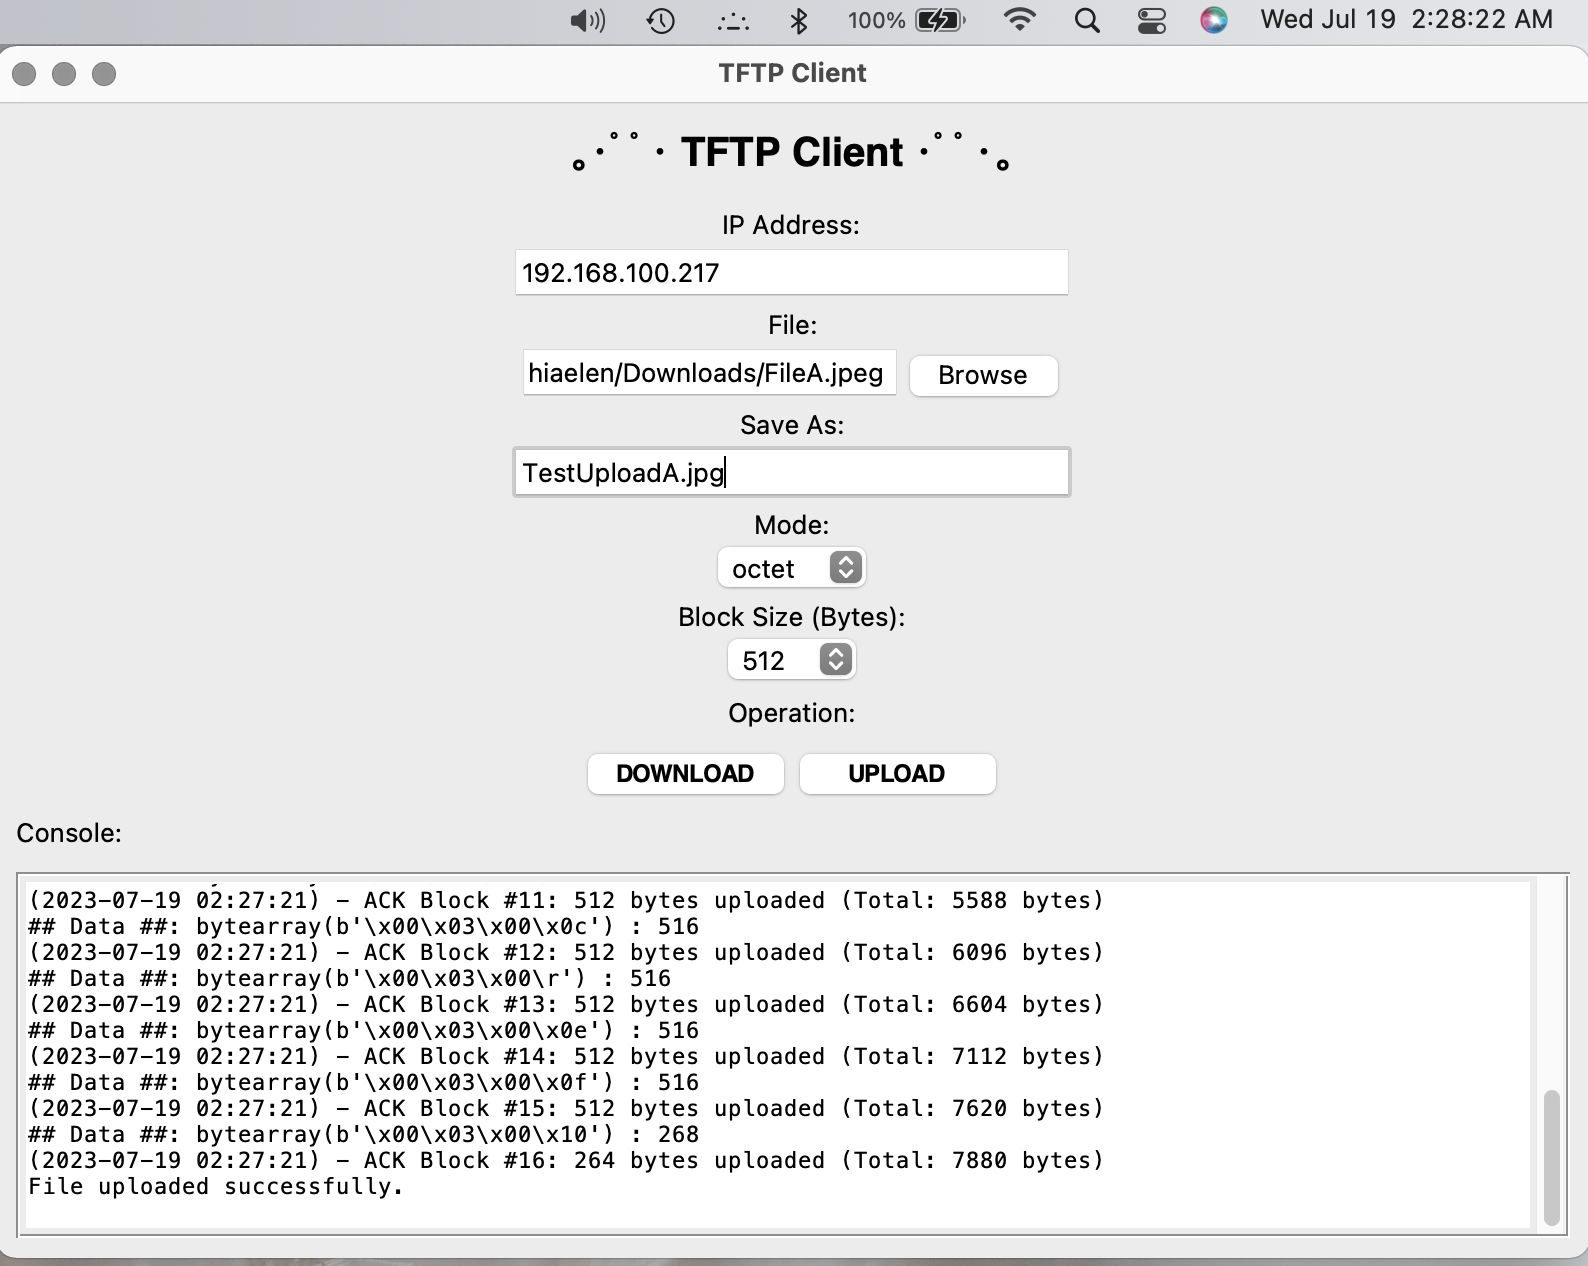 100% Wed Jul 19 2:28:22 AM
TFTP Client
｡･ﾟﾟ･ TFTP Client ･ﾟﾟ･｡
IP Address:
192.168.100.217
File:
hiaelen/Downloads/FileA.jpeg Browse
Save As:
TestUploadA.jpg
Mode:
octet
Block Size (Bytes):
512
Operation:
DOWNLOAD UPLOAD
Console:
(2023-07-19 02:27:21) - ACK Block #11: 512 bytes uploaded (Total: 5588 bytes)
## Data ##: bytearray(b'\x00\x03\x00\x0c') : 516
(2023-07-19 02:27:21) - ACK Block #12: 512 bytes uploaded (Total: 6096 bytes)
## Data ##: bytearray(b'\x00\x03\x00\r') : 516
(2023-07-19 02:27:21) - ACK Block #13: 512 bytes uploaded (Total: 6604 bytes)
## Data ##: bytearray(b'\x00\x03\x00\x0e') : 516
(2023-07-19 02:27:21) - ACK Block #14: 512 bytes uploaded (Total: 7112 bytes)
## Data ##: bytearray(b'\x00\x03\x00\x0f') : 516
(2023-07-19 02:27:21) - ACK Block #15: 512 bytes uploaded (Total: 7620 bytes)
## Data ##: bytearray(b'\x00\x03\x00\x10') : 268
(2023-07-19 02:27:21) - ACK Block #16: 264 bytes uploaded (Total: 7880 bytes)
File uploaded successfully.